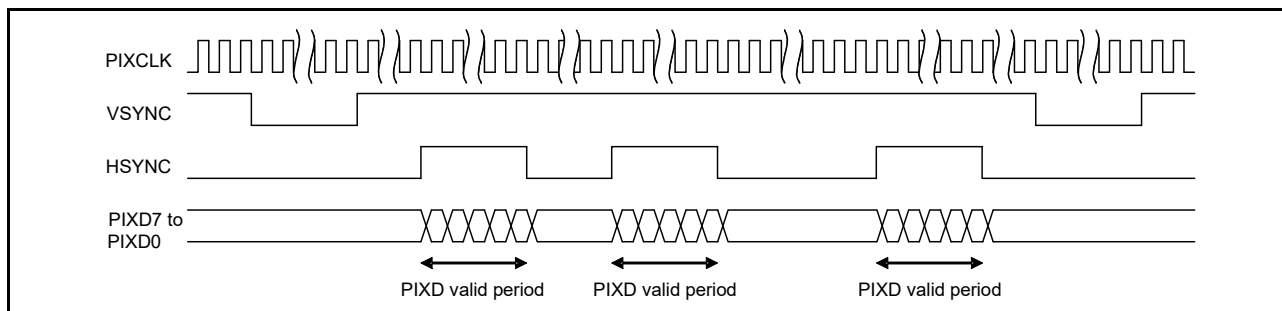 PIXCLK
VSYNC
HSYNC
PIXD7 to
PIXD0
PIXD valid period PIXD valid period PIXD valid period